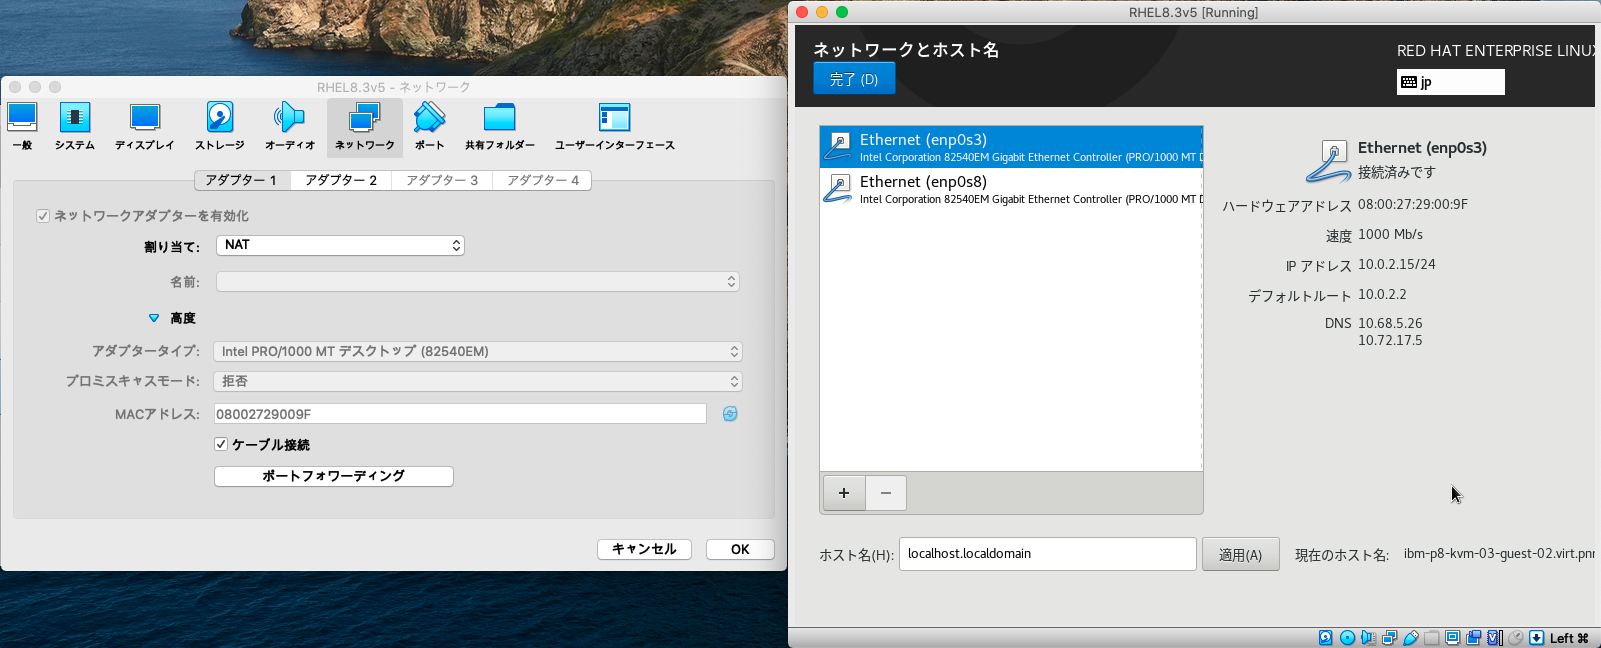 RHEL8.3v5 - ネットワーク
一般
システム
ディスプレイ
ストレージ
オーディオ
ネットワーク
ポート
共有フォルダー
ユーザーインターフェース
アダプター 1
アダプター 2
アダプター 3
アダプター 4
ネットワークアダプターを有効化
割り当て: NAT
名前:
高度
アダプタータイプ: Intel PRO/1000 MT デスクトップ (82540EM)
プロミスキャスモード: 拒否
MACアドレス: 08002729009F
ケーブル接続
ポートフォワーディング
キャンセル
OK
RHEL8.3v5 [Running]
ネットワークとホスト名
完了 (D)
RED HAT ENTERPRISE LINUX
jp
Ethernet (enp0s3)
Intel Corporation 82540EM Gigabit Ethernet Controller (PRO/1000 MT D
Ethernet (enp0s8)
Intel Corporation 82540EM Gigabit Ethernet Controller (PRO/1000 MT D
Ethernet (enp0s3)
接続済みです
ハードウェアアドレス 08:00:27:29:00:9F
速度 1000 Mb/s
IP アドレス 10.0.2.15/24
デフォルトルート 10.0.2.2
DNS 10.68.5.26
10.72.17.5
+
−
ホスト名(H): localhost.localdomain
適用(A)
現在のホスト名: ibm-p8-kvm-03-guest-02.virt.pnr
Left ⌘